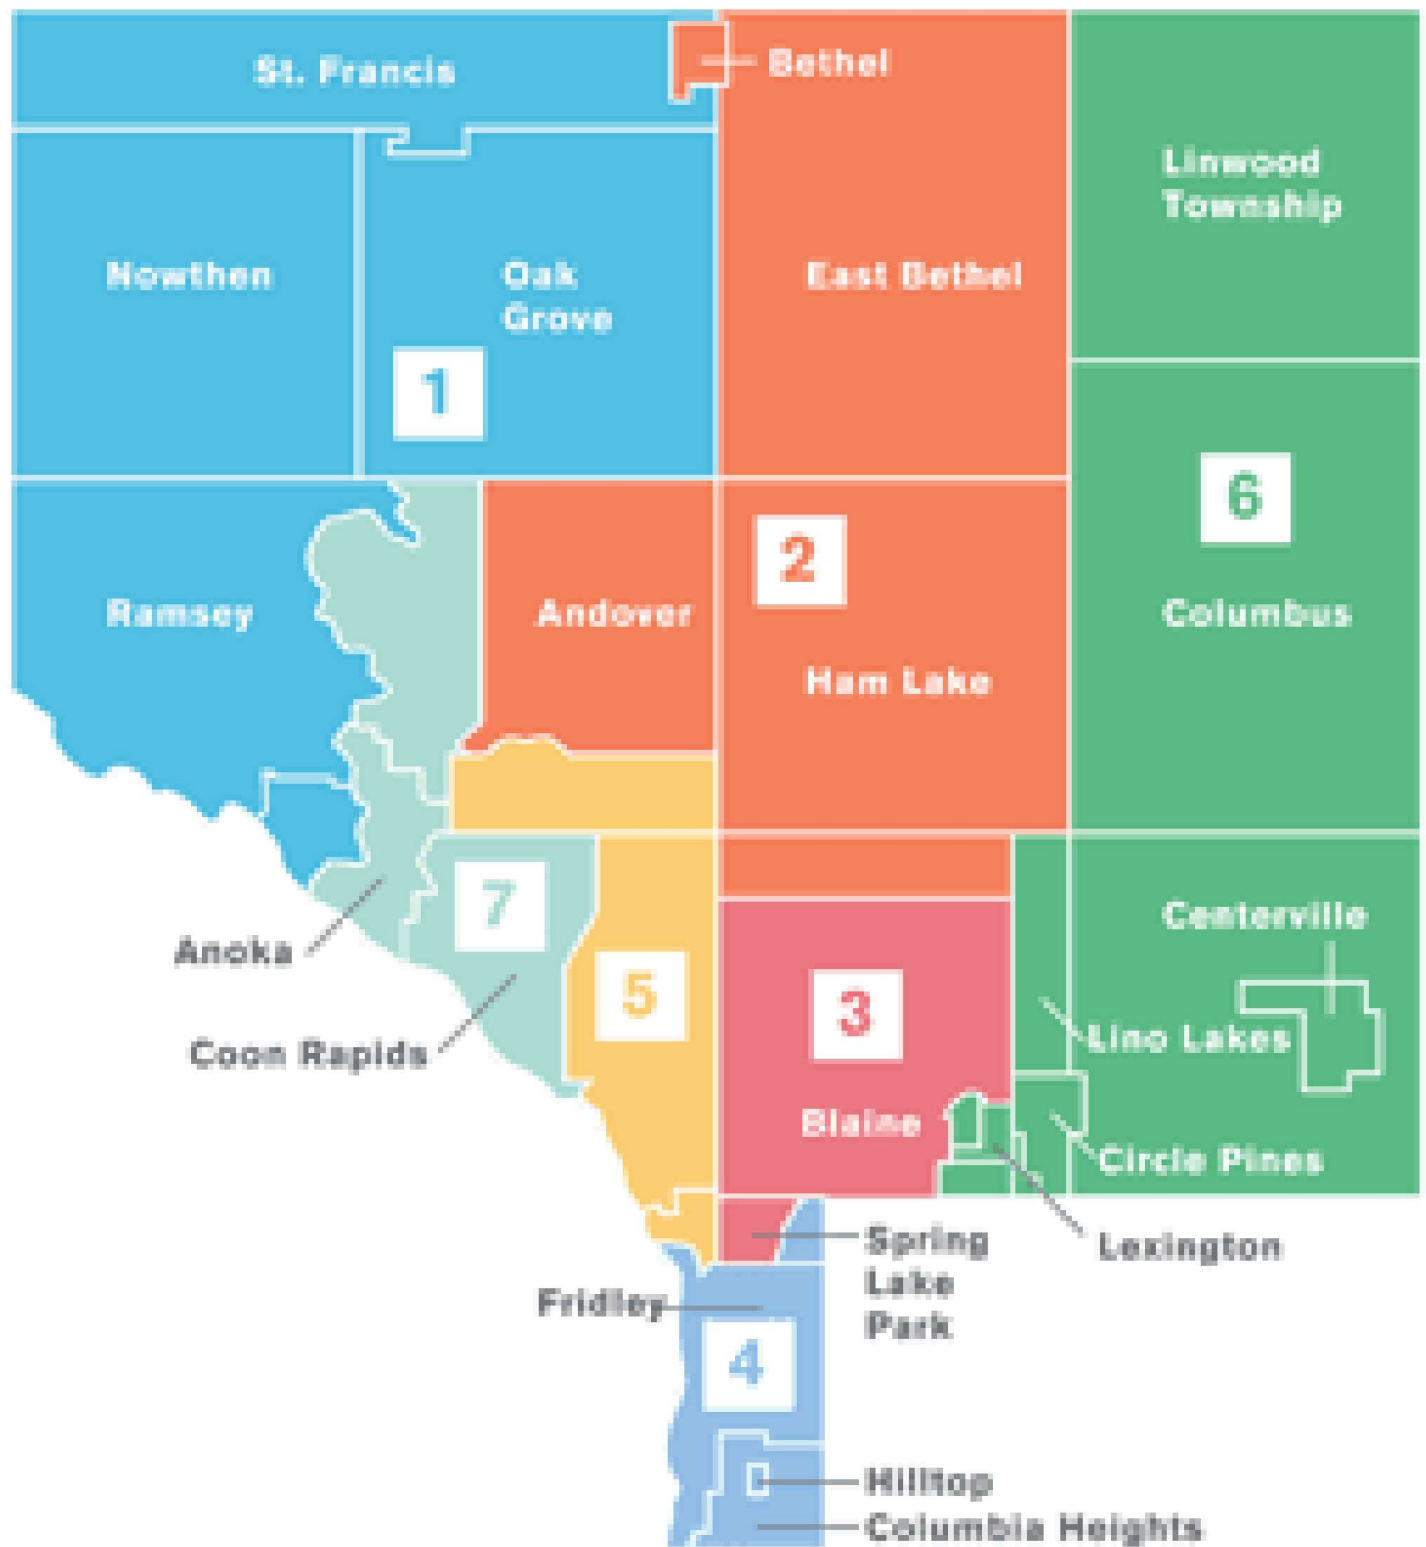 St. Francis
Bethel
Linwood
Township
Nowthen
Oak
Grove
East Bethel
1
6
2
Ramsey
Andover
Columbus
Ham Lake
7
Centerville
Anoka
5
3
Coon Rapids
Lino Lakes
Blaine
Circle Pines
Spring
Lake
Park
Lexington
Fridley
4
Hilltop
Columbia Heights